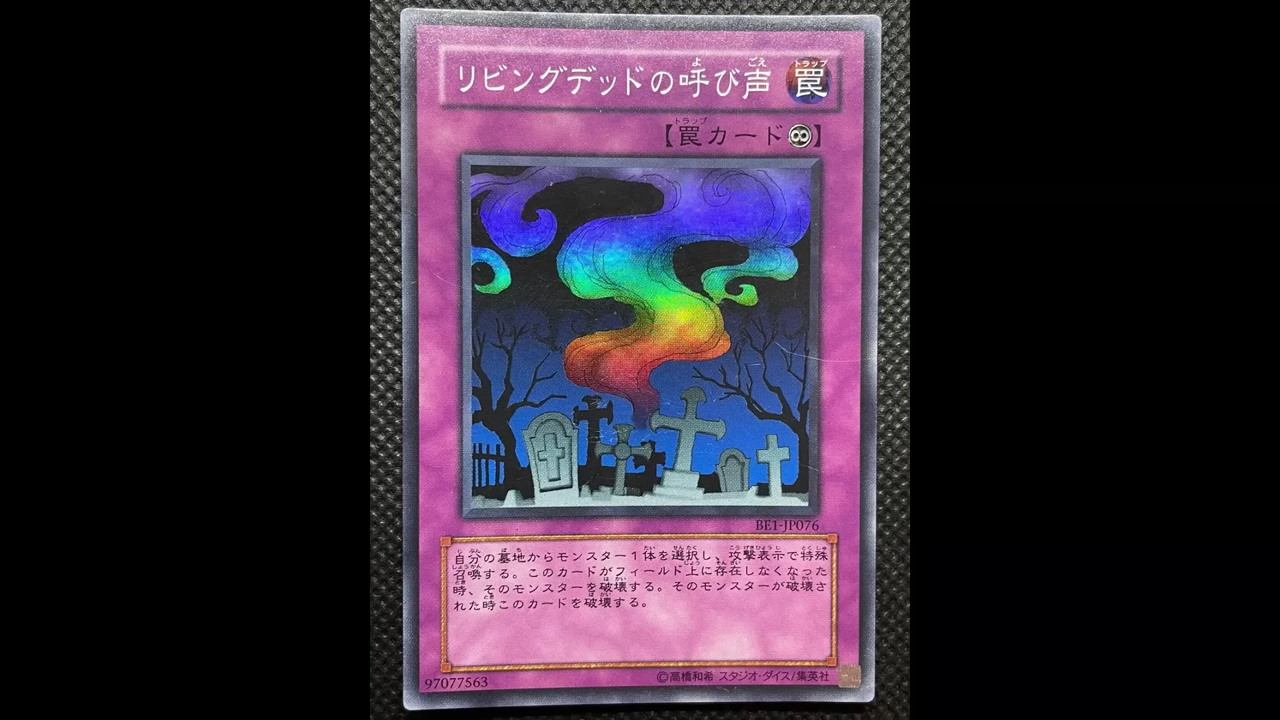 リビングデッドの呼び声 罠
【罠カード】
BE1-JP076
自分の墓地からモンスター1体を選択し、攻撃表示で特殊
召喚する。このカードがフィールド上に存在しなくなった
時、そのモンスターを破壊する。そのモンスターが破壊さ
れた時このカードを破壊する。
97077563 ©高橋和希 スタジオ・ダイス/集英社